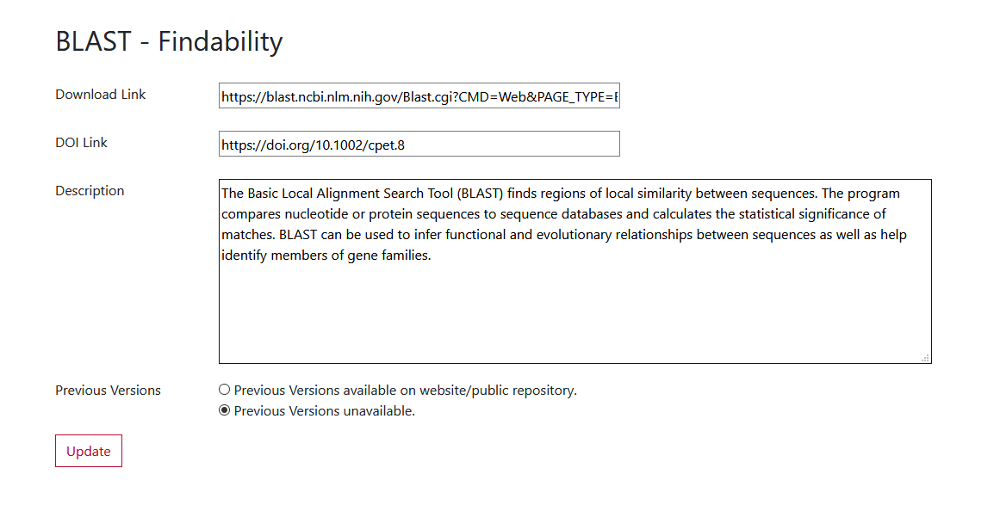 BLAST - Findability
Download Link
https://blast.ncbi.nlm.nih.gov/Blast.cgi?CMD=Web&PAGE_TYPE=
DOI Link
https://doi.org/10.1002/cpet.8
Description
The Basic Local Alignment Search Tool (BLAST) finds regions of local similarity between sequences. The program
compares nucleotide or protein sequences to sequence databases and calculates the statistical significance of
matches. BLAST can be used to infer functional and evolutionary relationships between sequences as well as help
identify members of gene families.
Previous Versions
Previous Versions available on website/public repository.
Previous Versions unavailable.
Update